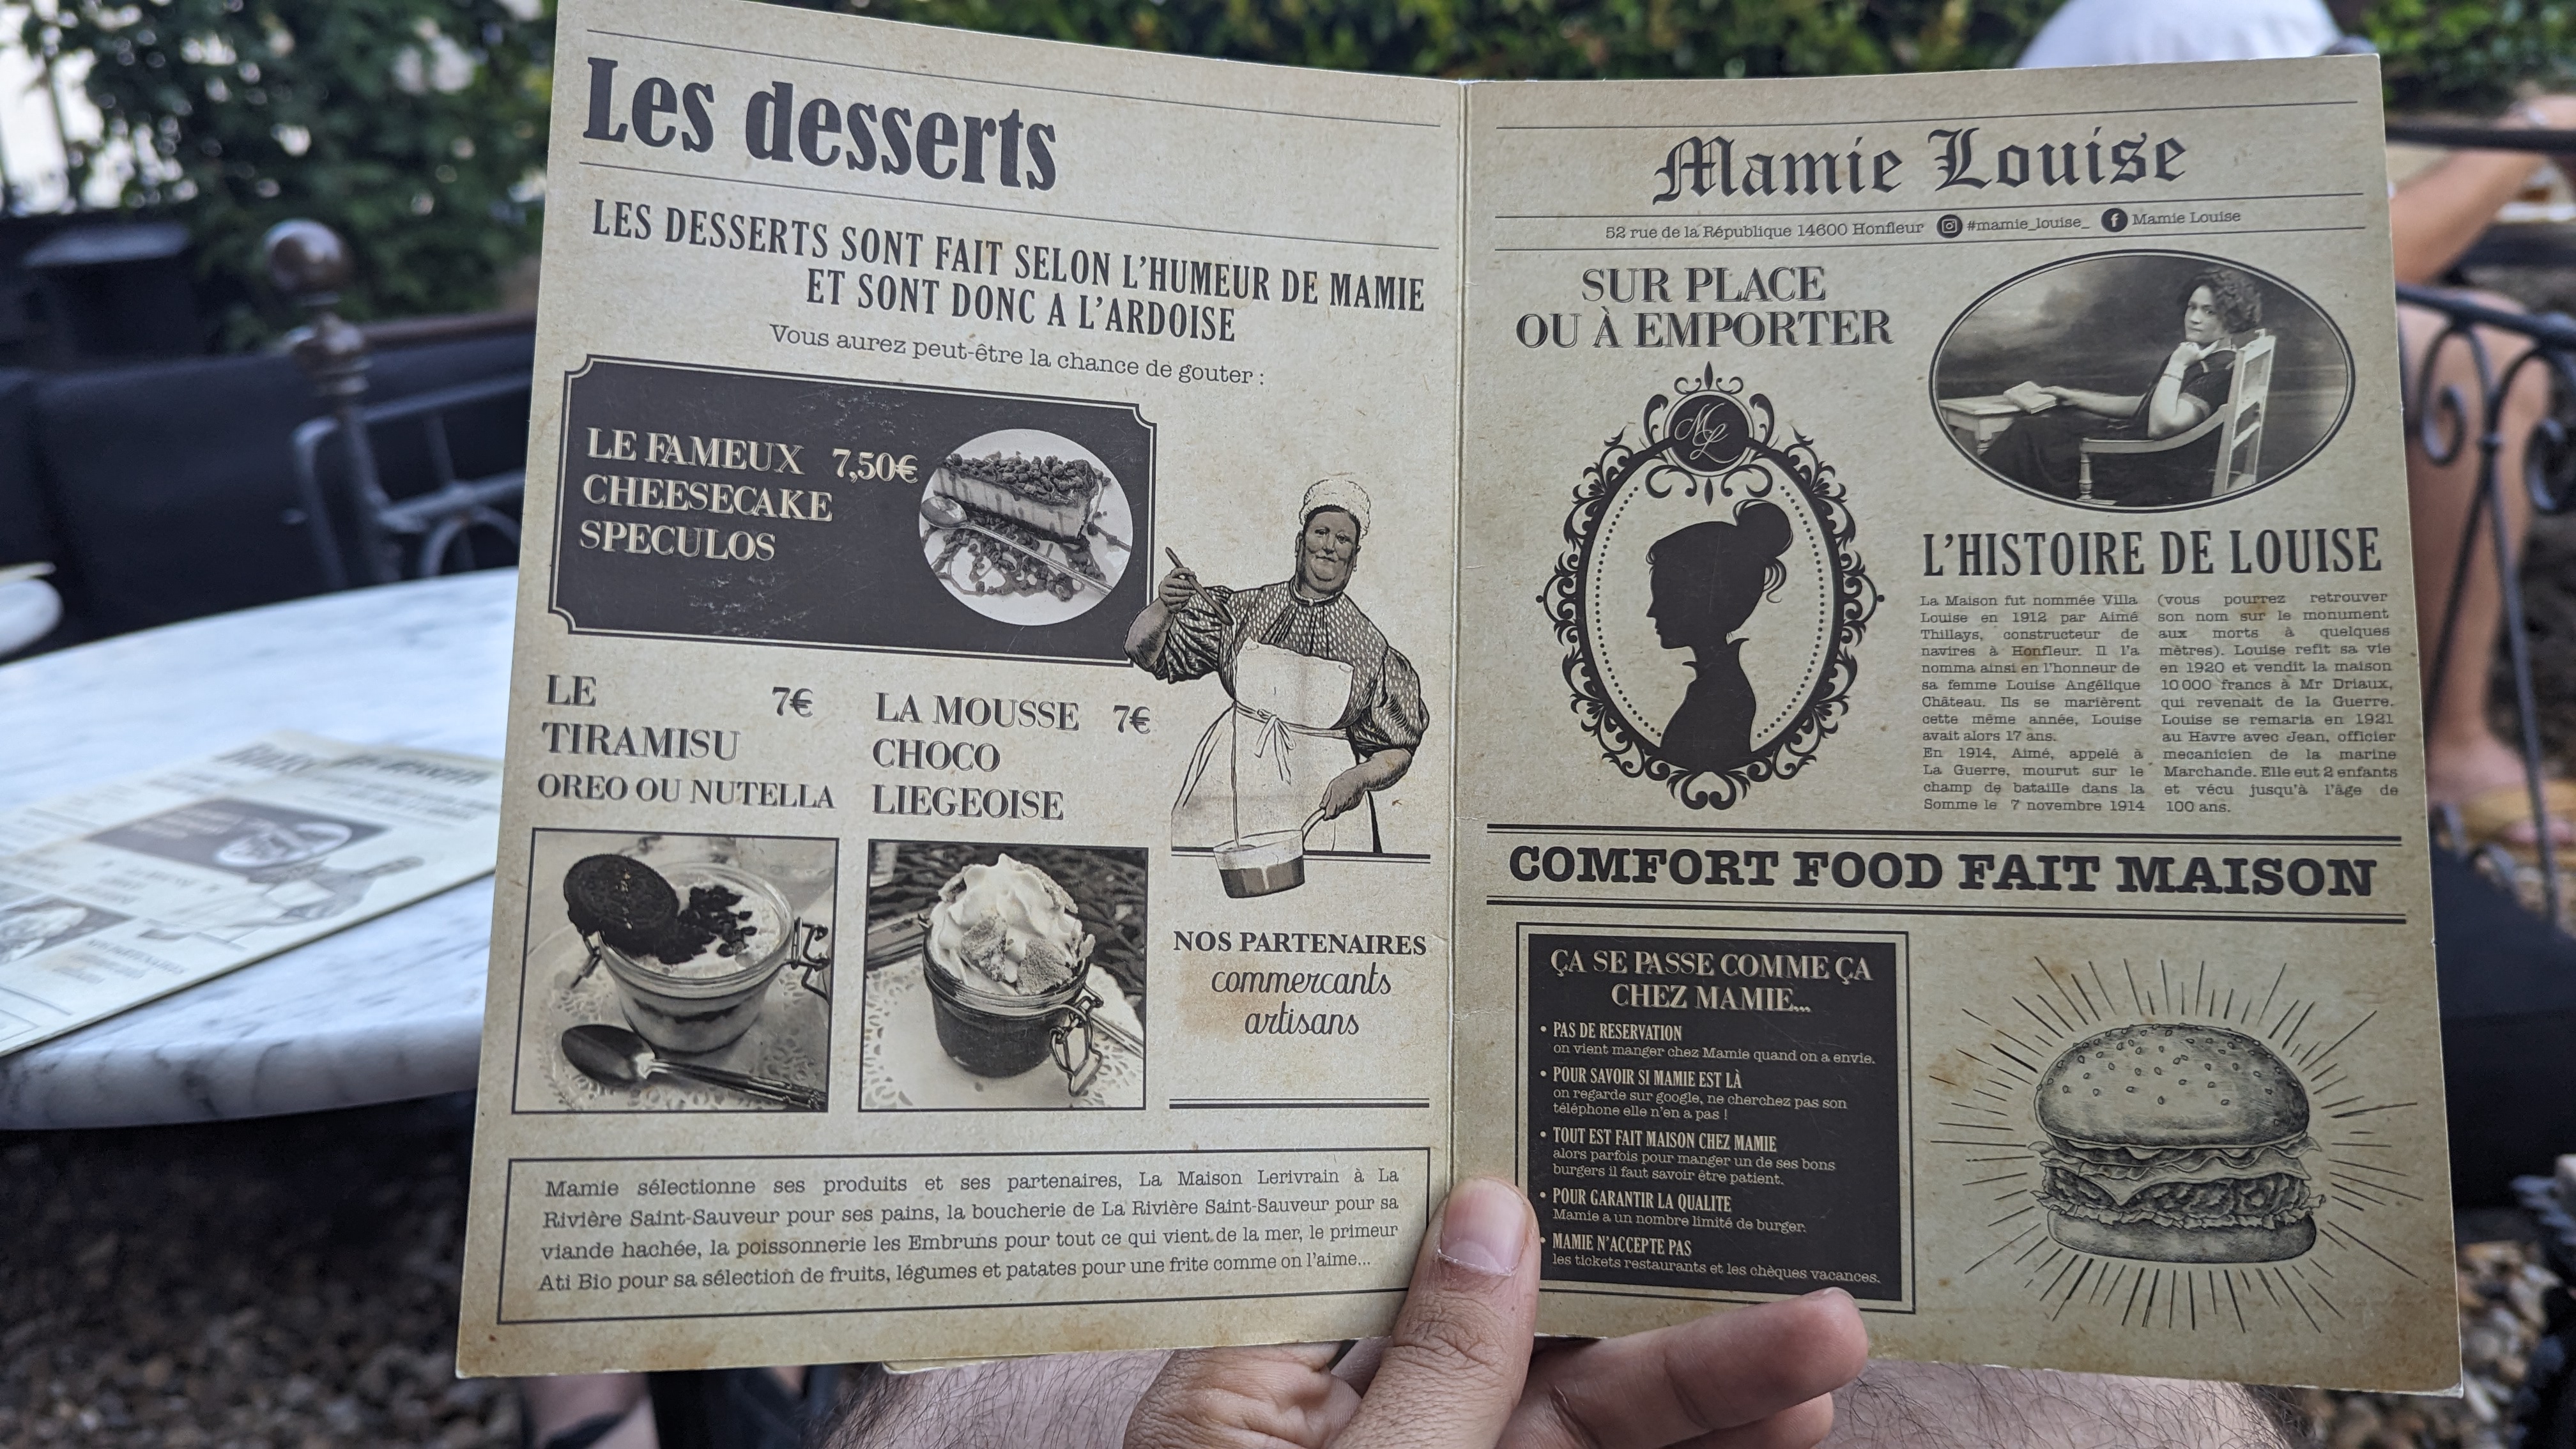 Les desserts
LES DESSERTS SONT FAIT SELON L'HUMEUR DE MAMIE
ET SONT DONC A L'ARDOISE
Vous aurez peut-être la chance de gouter :
LE FAMEUX 7,50€
CHEESECAKE
SPECULOS
LE 7€
TIRAMISU
OREO OU NUTELLA
LA MOUSSE 7€
CHOCO
LIEGEOISE
NOS PARTENAIRES
commercants
artisans
Mamie sélectionne ses produits et ses partenaires, La Maison Lerivrain à La
Rivière Saint-Sauveur pour ses pains, la boucherie de La Rivière Saint-Sauveur pour sa
viande hachée, la poissonnerie les Embruns pour tout ce qui vient de la mer, le primeur
Ati Bio pour sa sélection de fruits, légumes et patates pour une frite comme on l'aime...
Mamie Louise
52 rue de la République 14600 Honfleur #mamie_louise_ f Mamie Louise
SUR PLACE
OU À EMPORTER
ML
L'HISTOIRE DE LOUISE
La Maison fut nommée Villa
Louise en 1912 par Aimé
Thillays, constructeur de
navires à Honfleur. Il l'a
nomma ainsi en l'honneur de
sa femme Louise Angélique
Château. Ils se marièrent
cette même année, Louise
avait alors 17 ans.
En 1914, Aimé, appelé à
La Guerre, mourut sur le
champ de bataille dans la
Somme le 7 novembre 1914
(vous pourrez retrouver
son nom sur le monument
aux morts à quelques
mètres). Louise refit sa vie
en 1920 et vendit la maison
10 000 francs à Mr Driaux,
qui revenait de la Guerre.
Louise se remaria en 1921
au Havre avec Jean, officier
mecanicien de la marine
Marchande. Elle eut 2 enfants
et vécu jusqu'à l'âge de
100 ans.
COMFORT FOOD FAIT MAISON
ÇA SE PASSE COMME ÇA
CHEZ MAMIE...
• PAS DE RESERVATION
on vient manger chez Mamie quand on a envie.
• POUR SAVOIR SI MAMIE EST LÀ
on regarde sur google, ne cherchez pas son
téléphone elle n'en a pas !
• TOUT EST FAIT MAISON CHEZ MAMIE
alors parfois pour manger un de ses bons
burgers il faut savoir être patient.
• POUR GARANTIR LA QUALITE
Mamie a un nombre limité de burger.
• MAMIE N'ACCEPTE PAS
les tickets restaurants et les chèques vacances.